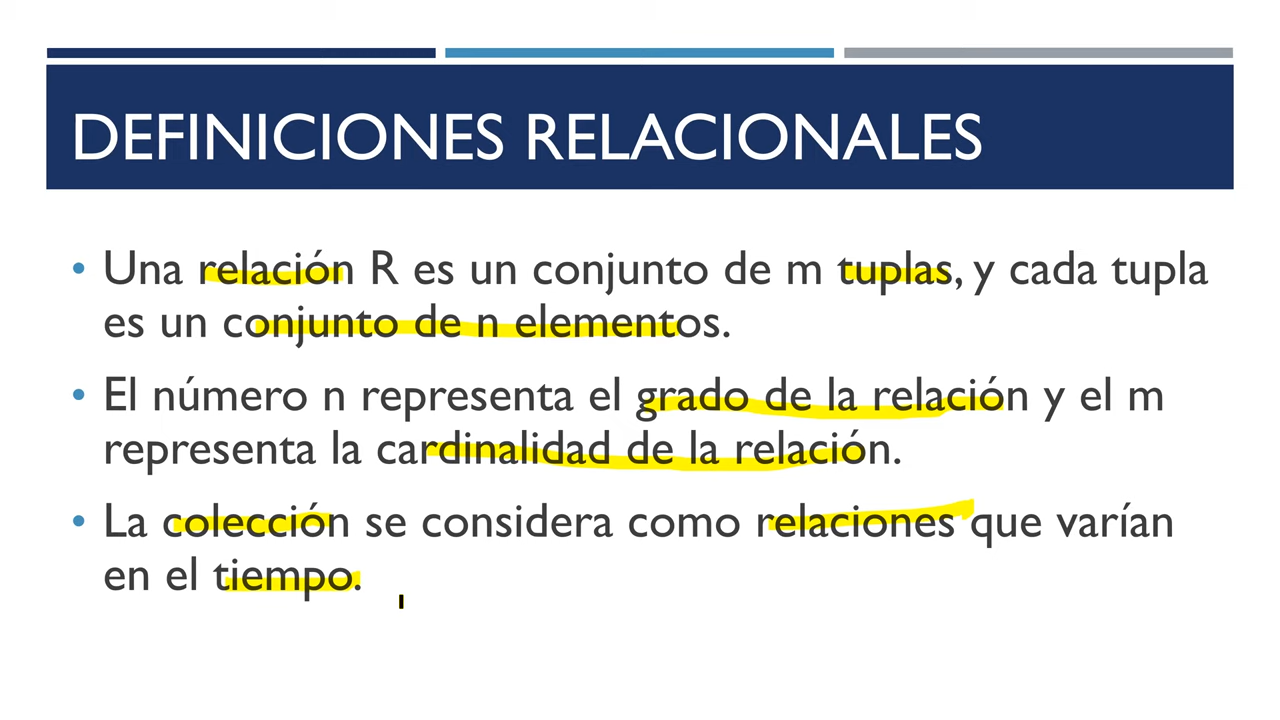 DEFINICIONES RELACIONALES
• Una relación R es un conjunto de m tuplas, y cada tupla
es un conjunto de n elementos.
• El número n representa el grado de la relación y el m
representa la cardinalidad de la relación.
• La colección se considera como relaciones que varían
en el tiempo.